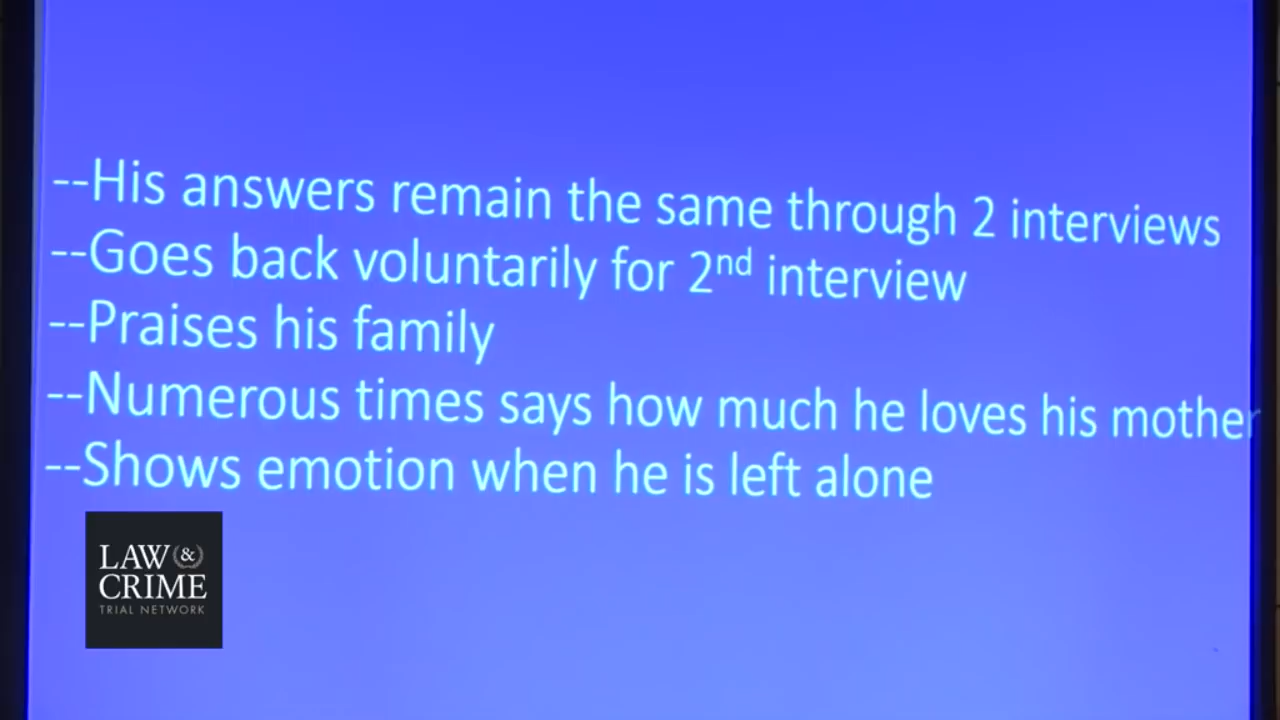 --His answers remain the same through 2 interviews
--Goes back voluntarily for 2nd interview
--Praises his family
--Numerous times says how much he loves his mother
--Shows emotion when he is left alone
LAW &
CRIME
TRIAL NETWORK